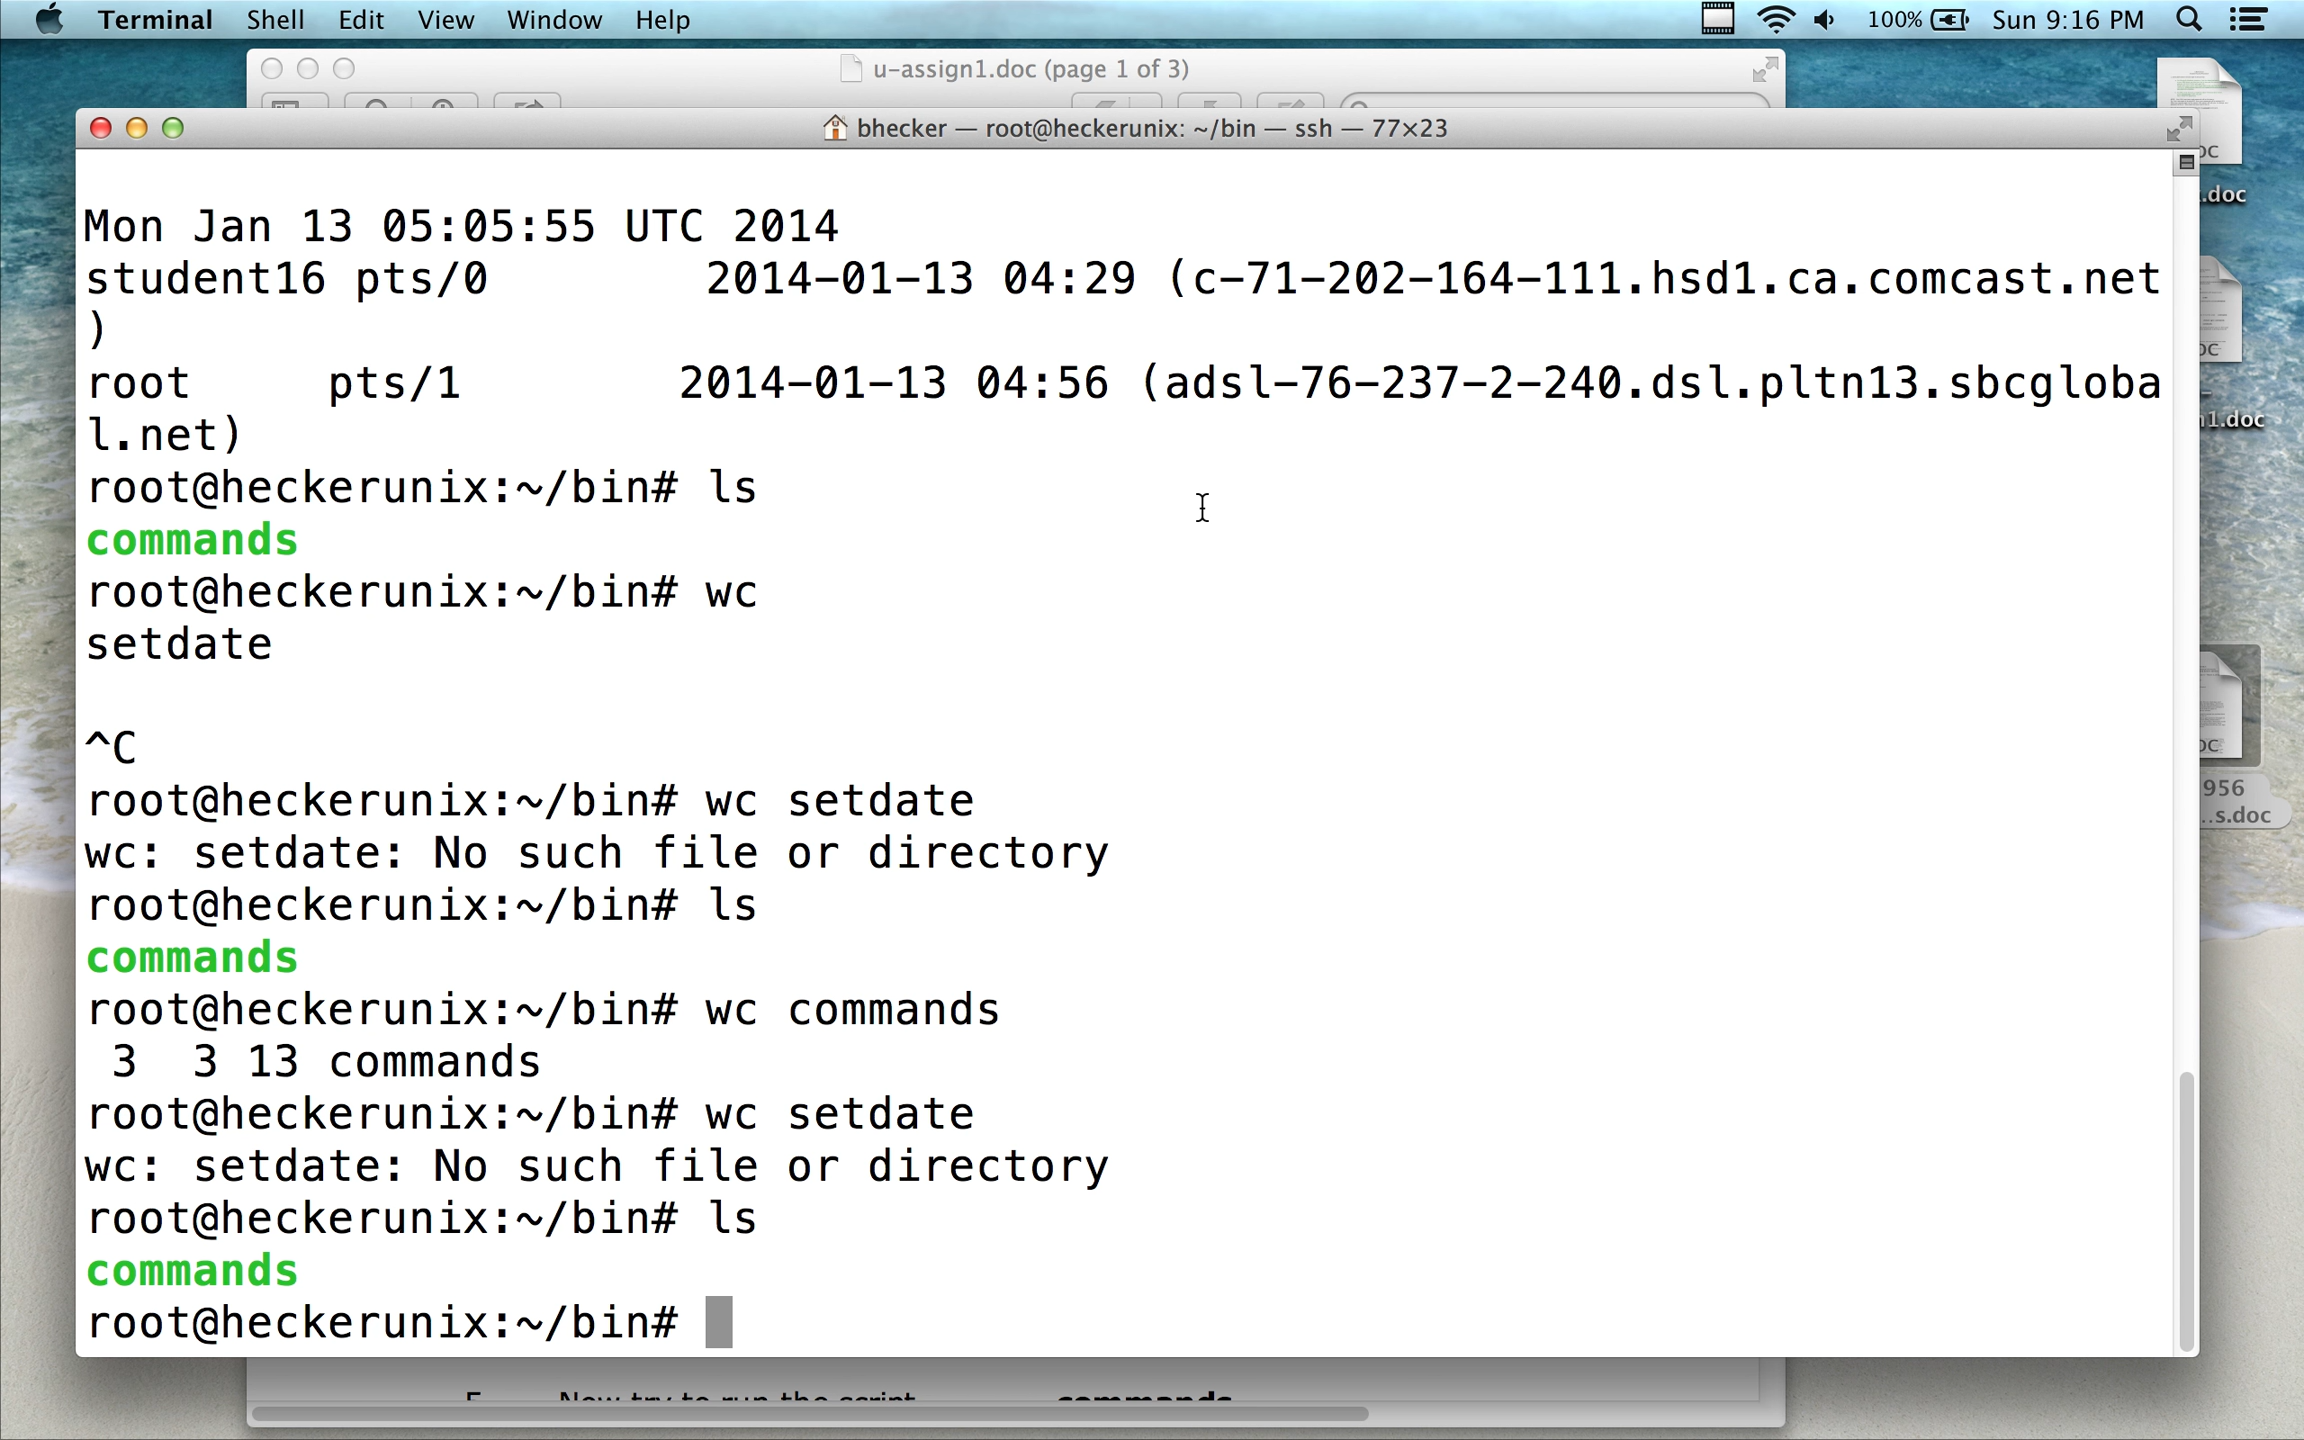 Terminal Shell Edit View Window Help 100% Sun 9:16 PM
u-assign1.doc (page 1 of 3)
bhecker — root@heckerunix: ~/bin — ssh — 77×23
Mon Jan 13 05:05:55 UTC 2014
student16 pts/0        2014-01-13 04:29 (c-71-202-164-111.hsd1.ca.comcast.net
)
root     pts/1        2014-01-13 04:56 (adsl-76-237-2-240.dsl.pltn13.sbcgloba
l.net)
root@heckerunix:~/bin# ls
commands
root@heckerunix:~/bin# wc
setdate
^C
root@heckerunix:~/bin# wc setdate
wc: setdate: No such file or directory
root@heckerunix:~/bin# ls
commands
root@heckerunix:~/bin# wc commands
 3  3 13 commands
root@heckerunix:~/bin# wc setdate
wc: setdate: No such file or directory
root@heckerunix:~/bin# ls
commands
root@heckerunix:~/bin#
Now try to run the script commands
.doc
n1.doc
956
...s.doc